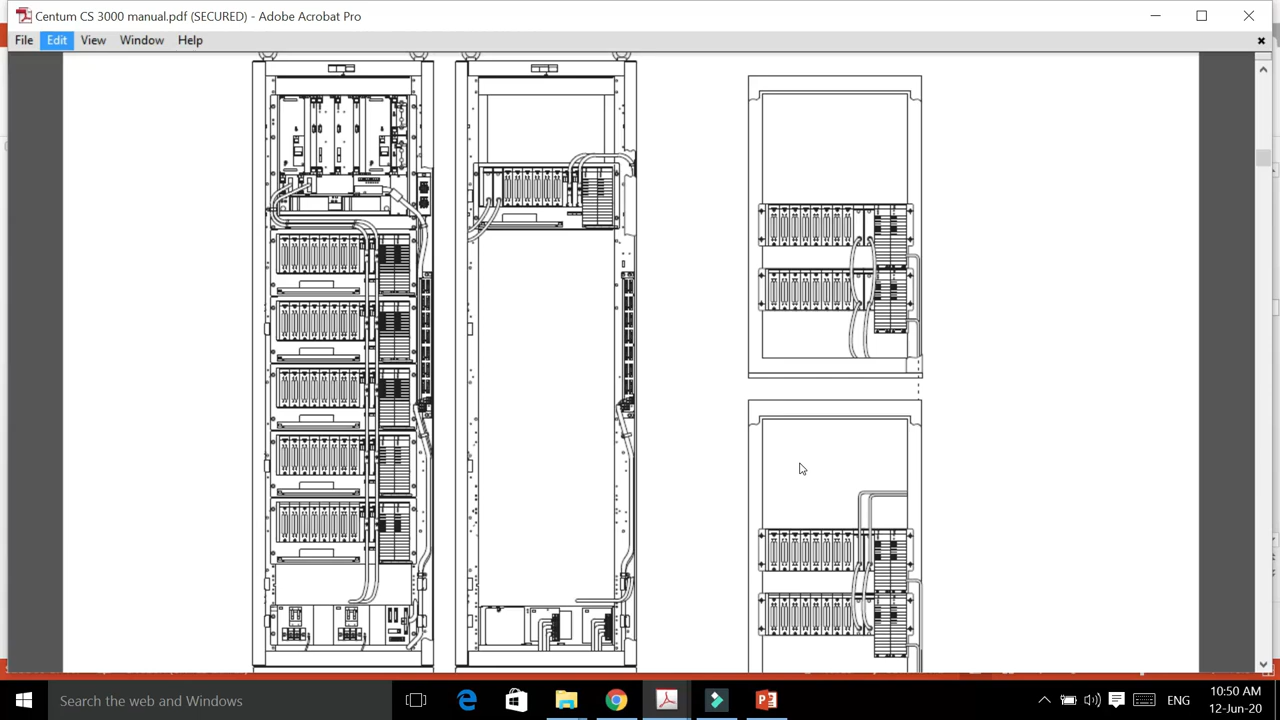 Centum CS 3000 manual.pdf (SECURED) - Adobe Acrobat Pro
File Edit View Window Help
Search the web and Windows
ENG
10:50 AM
12-Jun-20